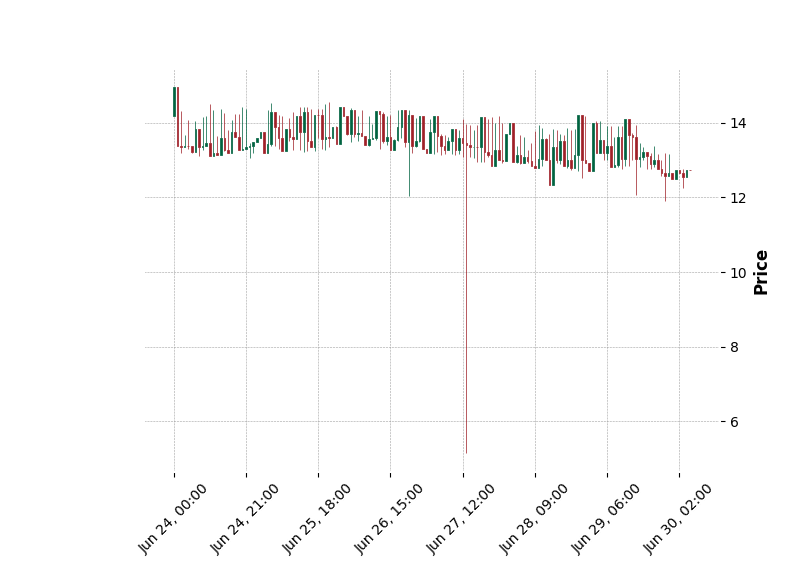 14
12
10
8
6
Price
Jun 24, 00:00
Jun 24, 21:00
Jun 25, 18:00
Jun 26, 15:00
Jun 27, 12:00
Jun 28, 09:00
Jun 29, 06:00
Jun 30, 02:00